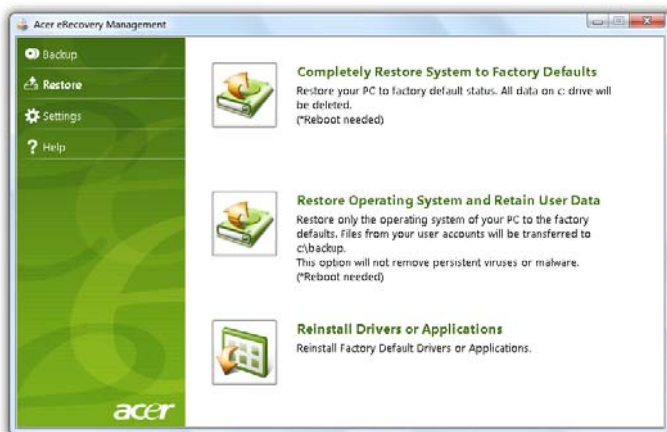 Acer eRecovery Management
Backup
Restore
Settings
? Help
Completely Restore System to Factory Defaults
Restore your PC to factory default status. All data on c: drive will
be deleted.
(*Reboot needed)
Restore Operating System and Retain User Data
Restore only the operating system of your PC to the factory
defaults. Files from your user accounts will be transferred to
c:\backup.
This option will not remove persistent viruses or malware.
(*Reboot needed)
Reinstall Drivers or Applications
Reinstall Factory Default Drivers or Applications.
acer